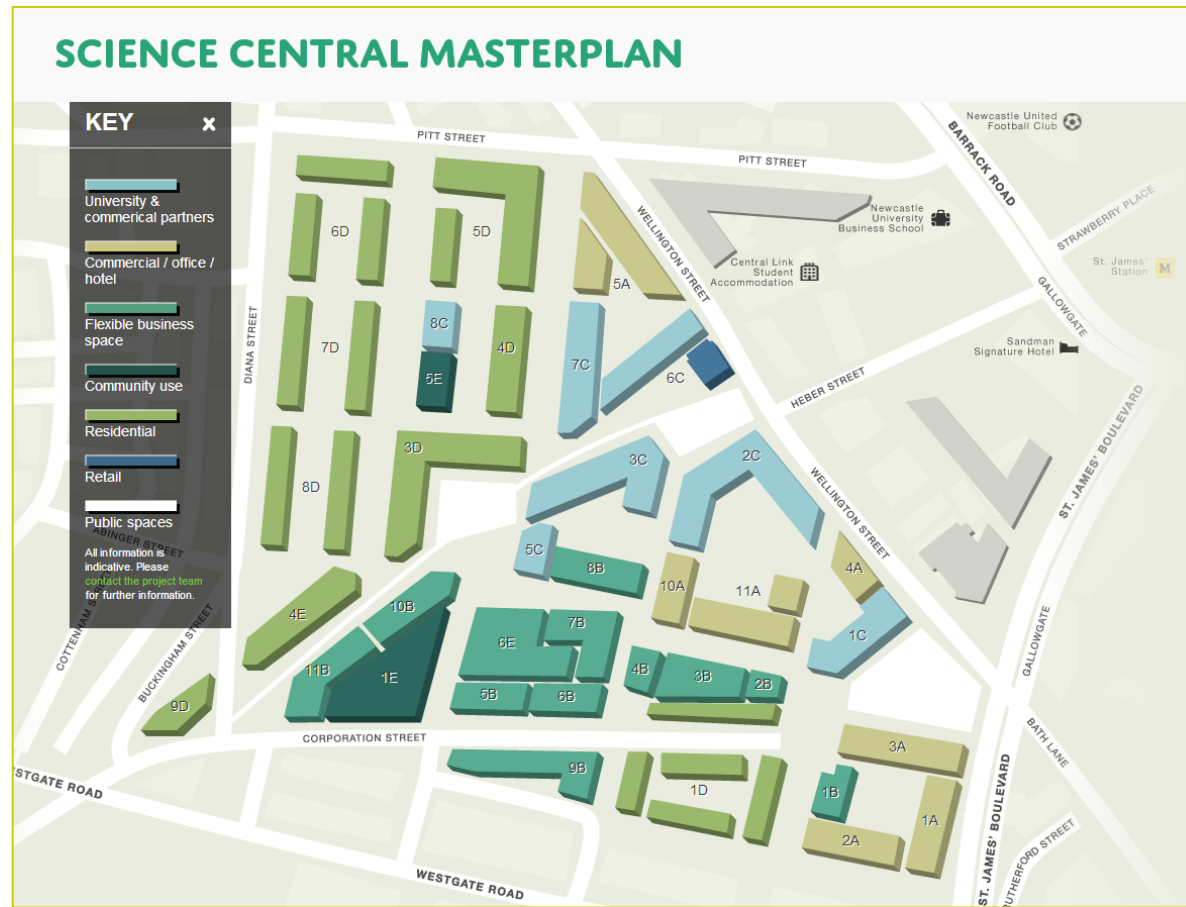 SCIENCE CENTRAL MASTERPLAN
KEY x
University &
commerical partners
Commercial / office /
hotel
Flexible business
space
Community use
Residential
Retail
Public spaces
All information is
indicative. Please
contact the project team
for further information.
PITT STREET
PITT STREET
BARRACK ROAD
Newcastle United
Football Club
STRAWBERRY PLACE
Newcastle
University
Business School
WELLINGTON STREET
Central Link
Student
Accommodation
St. James'
Station
M
GALLOWGATE
Sandman
Signature Hotel
HEBER STREET
DIANA STREET
ST. JAMES' BOULEVARD
WELLINGTON STREET
6D
5D
5A
8C
7D
4D
7C
5E
6C
3D
3C
2C
8D
5C
8B
4A
10A
11A
10B
4E
7B
6E
1C
11B
1E
4B
3B
2B
5B
6B
9D
ABINGER STREET
COTTENHAM STREET
BUCKINGHAM STREET
GALLOWGATE
CORPORATION STREET
BATH LANE
3A
9B
1D
1B
1A
2A
STGATE ROAD
WESTGATE ROAD
ST. JAMES' BOULEVARD
RUTHERFORD STREET